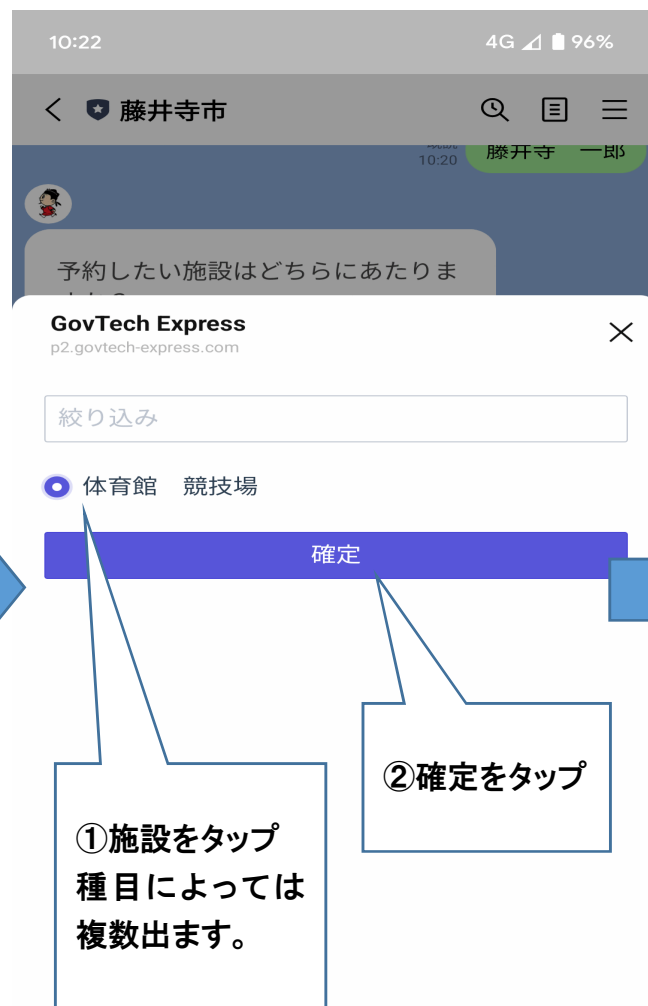 10:22 4G 96%
藤井寺市
10:20 藤井寺 一郎
予約したい施設はどちらにあたりま
GovTech Express
p2.govtech-express.com
絞り込み
体育館 競技場
確定
②確定をタップ
①施設をタップ
種目によっては
複数出ます。